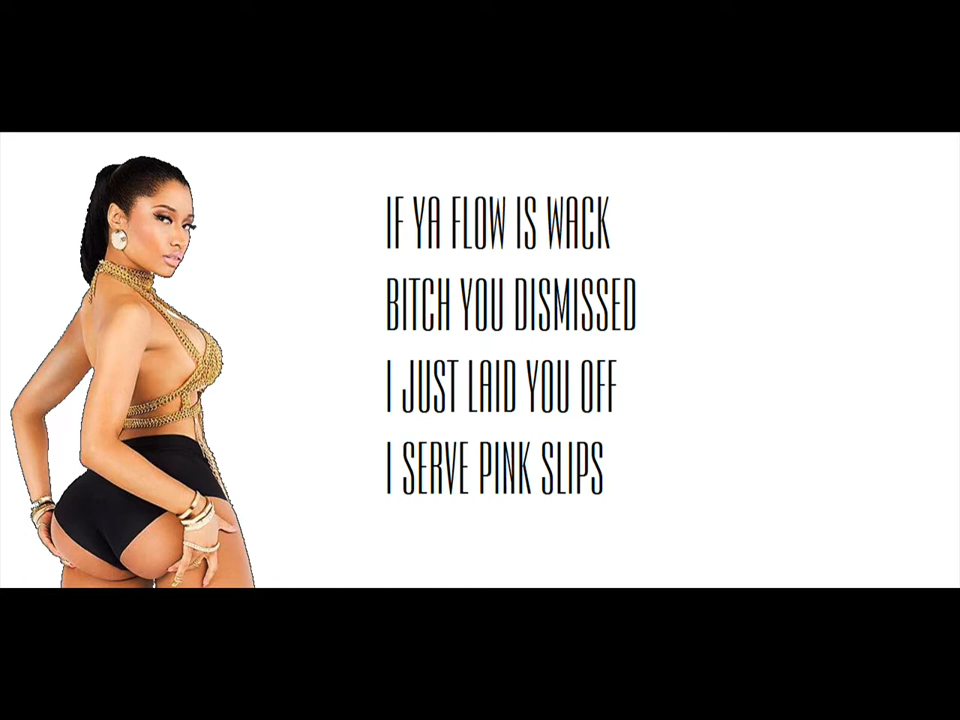 IF YA FLOW IS WACK
BITCH YOU DISMISSED
I JUST LAID YOU OFF
I SERVE PINK SLIPS